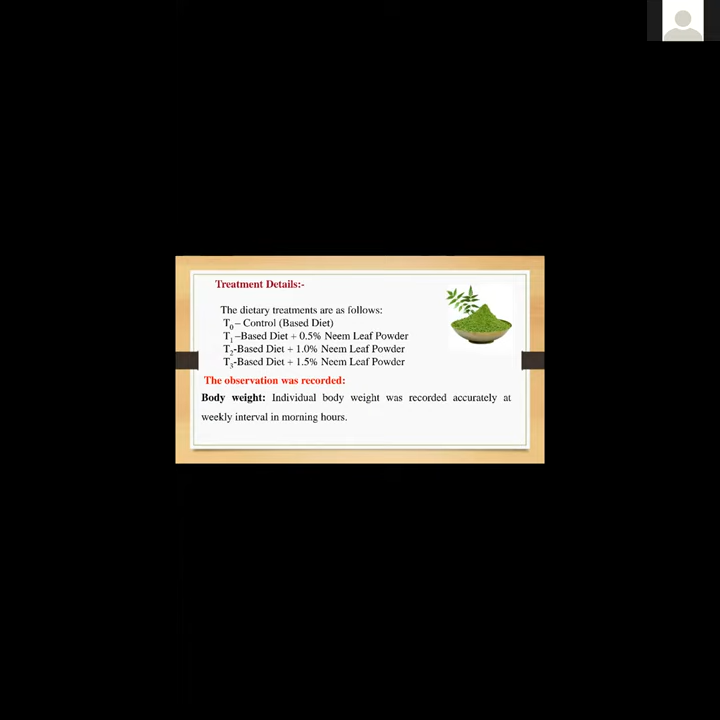 Treatment Details:-
The dietary treatments are as follows:
T0– Control (Based Diet)
T1–Based Diet + 0.5% Neem Leaf Powder
T2-Based Diet + 1.0% Neem Leaf Powder
T3-Based Diet + 1.5% Neem Leaf Powder
The observation was recorded:
Body weight: Individual body weight was recorded accurately at
weekly interval in morning hours.